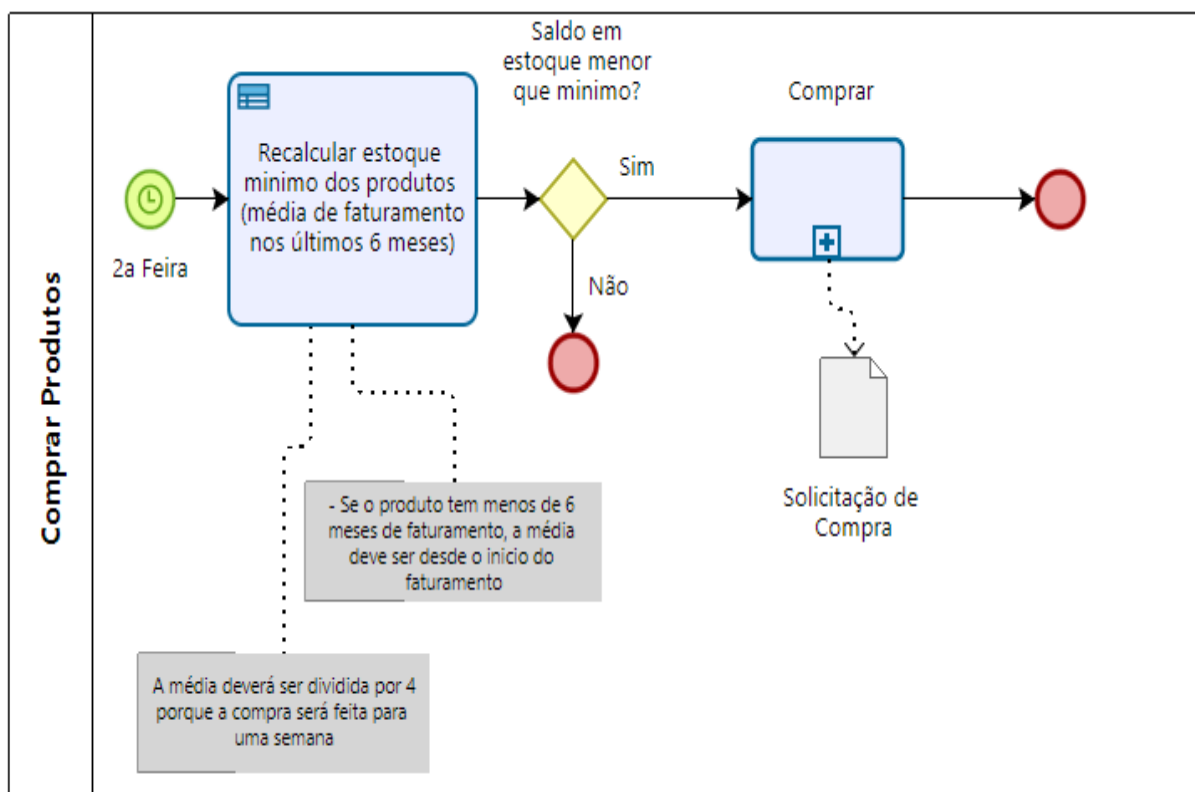 Comprar Produtos
2a Feira
Recalcular estoque
minimo dos produtos
(média de faturamento
nos últimos 6 meses)
Saldo em
estoque menor
que minimo?
Sim
Não
Comprar
Solicitação de
Compra
- Se o produto tem menos de 6
meses de faturamento, a média
deve ser desde o inicio do
faturamento
A média deverá ser dividida por 4
porque a compra será feita para
uma semana